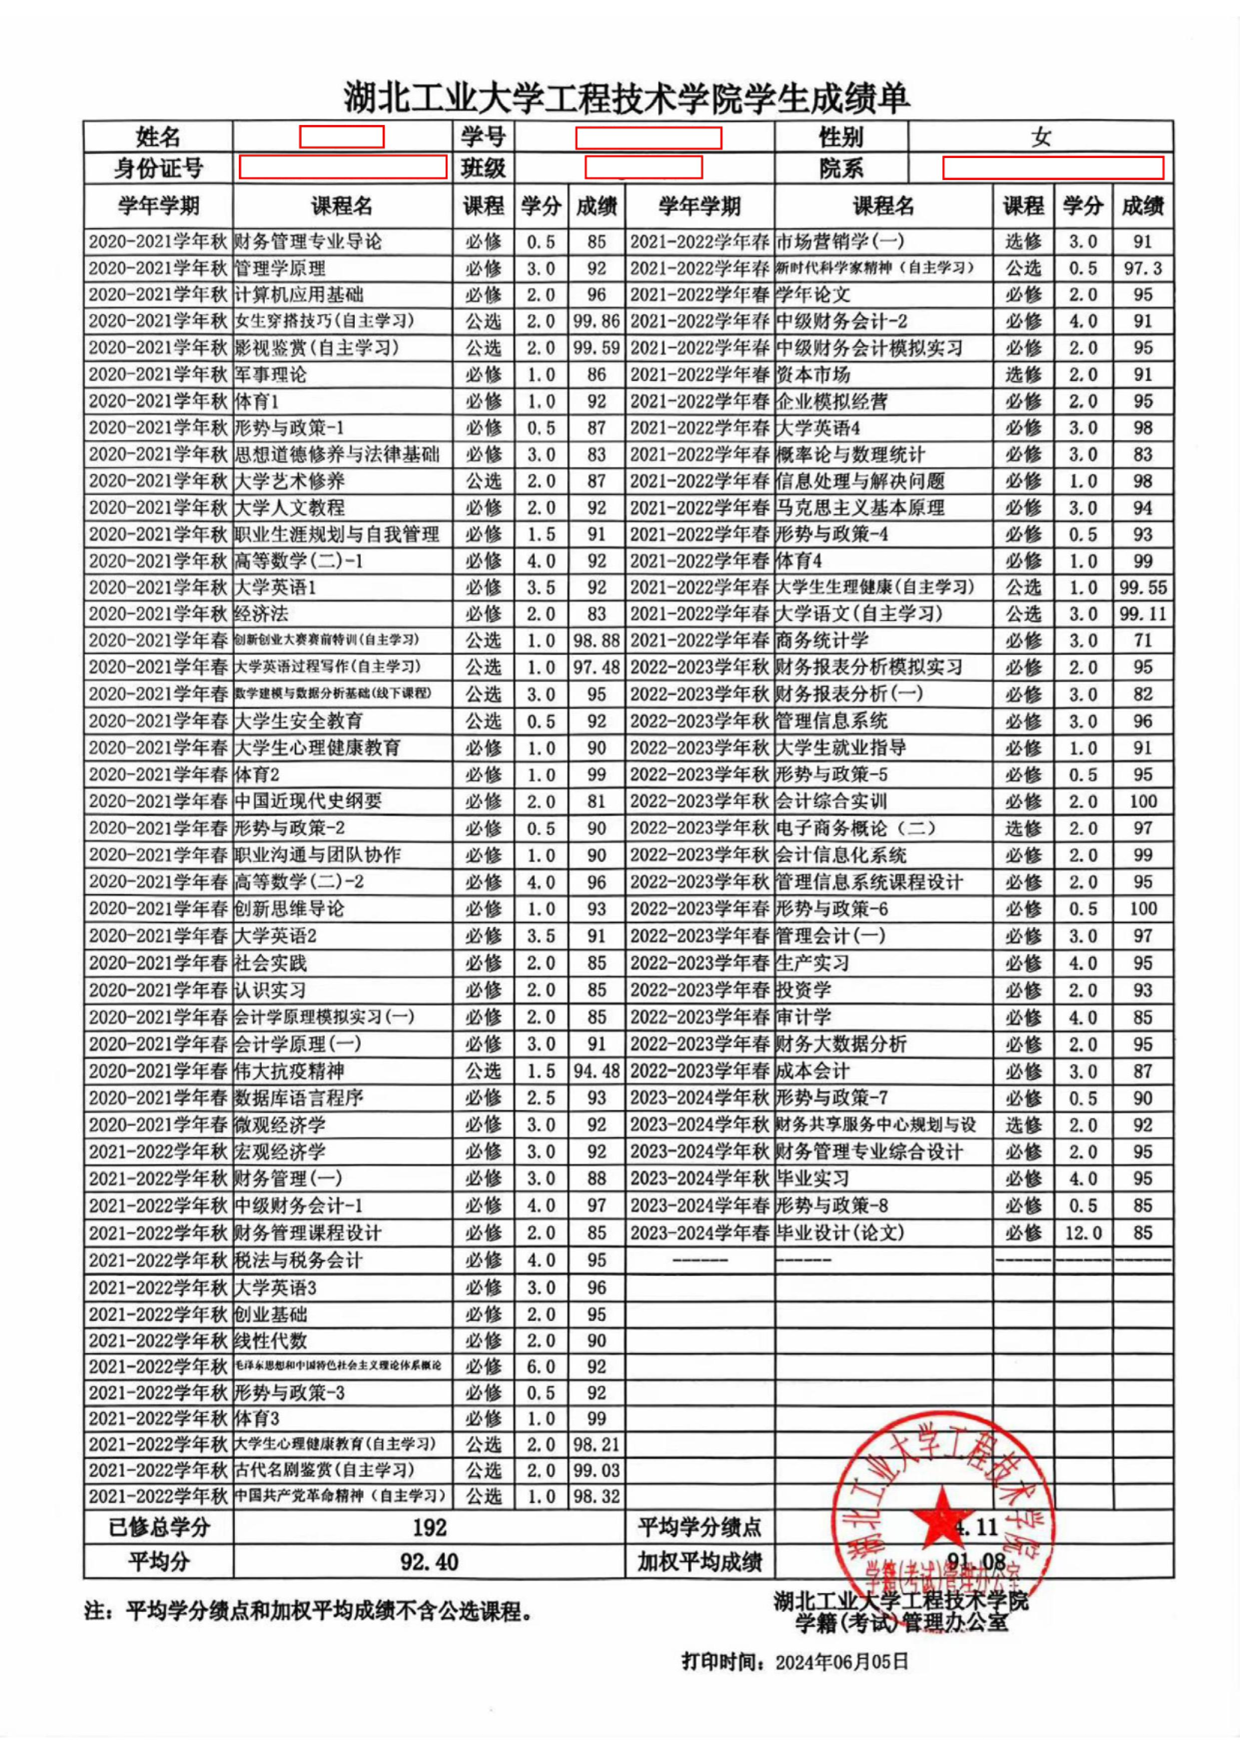 湖北工业大学工程技术学院学生成绩单
姓名 学号 性别 女
身份证号 班级 院系
学年学期 课程名 课程 学分 成绩 学年学期 课程名 课程 学分 成绩
2020-2021学年秋 财务管理专业导论 必修 0.5 85 2021-2022学年春 市场营销学(一) 选修 3.0 91
2020-2021学年秋 管理学原理 必修 3.0 92 2021-2022学年春 新时代科学家精神（自主学习） 公选 0.5 97.3
2020-2021学年秋 计算机应用基础 必修 2.0 96 2021-2022学年春 学年论文 必修 2.0 95
2020-2021学年秋 女生穿搭技巧(自主学习) 公选 2.0 99.86 2021-2022学年春 中级财务会计-2 必修 4.0 91
2020-2021学年秋 影视鉴赏(自主学习) 公选 2.0 99.59 2021-2022学年春 中级财务会计模拟实习 必修 2.0 95
2020-2021学年秋 军事理论 必修 1.0 86 2021-2022学年春 资本市场 选修 2.0 91
2020-2021学年秋 体育1 必修 1.0 92 2021-2022学年春 企业模拟经营 必修 2.0 95
2020-2021学年秋 形势与政策-1 必修 0.5 87 2021-2022学年春 大学英语4 必修 3.0 98
2020-2021学年秋 思想道德修养与法律基础 必修 3.0 83 2021-2022学年春 概率论与数理统计 必修 3.0 83
2020-2021学年秋 大学艺术修养 公选 2.0 87 2021-2022学年春 信息处理与解决问题 必修 1.0 98
2020-2021学年秋 大学人文教程 必修 2.0 92 2021-2022学年春 马克思主义基本原理 必修 3.0 94
2020-2021学年秋 职业生涯规划与自我管理 必修 1.5 91 2021-2022学年春 形势与政策-4 必修 0.5 93
2020-2021学年秋 高等数学(二)-1 必修 4.0 92 2021-2022学年春 体育4 必修 1.0 99
2020-2021学年秋 大学英语1 必修 3.5 92 2021-2022学年春 大学生生理健康(自主学习) 公选 1.0 99.55
2020-2021学年秋 经济法 必修 2.0 83 2021-2022学年春 大学语文(自主学习) 公选 3.0 99.11
2020-2021学年春 创新创业大赛赛前特训(自主学习) 公选 1.0 98.88 2021-2022学年春 商务统计学 必修 3.0 71
2020-2021学年春 大学英语过程写作(自主学习) 公选 1.0 97.48 2022-2023学年秋 财务报表分析模拟实习 必修 2.0 95
2020-2021学年春 数学建模与数据分析基础(线下课程) 公选 3.0 95 2022-2023学年秋 财务报表分析(一) 必修 3.0 82
2020-2021学年春 大学生安全教育 公选 0.5 92 2022-2023学年秋 管理信息系统 必修 3.0 96
2020-2021学年春 大学生心理健康教育 必修 1.0 90 2022-2023学年秋 大学生就业指导 必修 1.0 91
2020-2021学年春 体育2 必修 1.0 99 2022-2023学年秋 形势与政策-5 必修 0.5 95
2020-2021学年春 中国近现代史纲要 必修 2.0 81 2022-2023学年秋 会计综合实训 必修 2.0 100
2020-2021学年春 形势与政策-2 必修 0.5 90 2022-2023学年秋 电子商务概论（二） 选修 2.0 97
2020-2021学年春 职业沟通与团队协作 必修 1.0 90 2022-2023学年秋 会计信息化系统 必修 2.0 99
2020-2021学年春 高等数学(二)-2 必修 4.0 96 2022-2023学年秋 管理信息系统课程设计 必修 2.0 95
2020-2021学年春 创新思维导论 必修 1.0 93 2022-2023学年春 形势与政策-6 必修 0.5 100
2020-2021学年春 大学英语2 必修 3.5 91 2022-2023学年春 管理会计(一) 必修 3.0 97
2020-2021学年春 社会实践 必修 2.0 85 2022-2023学年春 生产实习 必修 4.0 95
2020-2021学年春 认识实习 必修 2.0 85 2022-2023学年春 投资学 必修 2.0 93
2020-2021学年春 会计学原理模拟实习(一) 必修 2.0 85 2022-2023学年春 审计学 必修 4.0 85
2020-2021学年春 会计学原理(一) 必修 3.0 91 2022-2023学年春 财务大数据分析 必修 2.0 95
2020-2021学年春 伟大抗疫精神 公选 1.5 94.48 2022-2023学年春 成本会计 必修 3.0 87
2020-2021学年春 数据库语言程序 必修 2.5 93 2023-2024学年秋 形势与政策-7 必修 0.5 90
2020-2021学年春 微观经济学 必修 3.0 92 2023-2024学年秋 财务共享服务中心规划与设 选修 2.0 92
2021-2022学年秋 宏观经济学 必修 3.0 92 2023-2024学年秋 财务管理专业综合设计 必修 2.0 95
2021-2022学年秋 财务管理(一) 必修 3.0 88 2023-2024学年秋 毕业实习 必修 4.0 95
2021-2022学年秋 中级财务会计-1 必修 4.0 97 2023-2024学年春 形势与政策-8 必修 0.5 85
2021-2022学年秋 财务管理课程设计 必修 2.0 85 2023-2024学年春 毕业设计(论文) 必修 12.0 85
2021-2022学年秋 税法与税务会计 必修 4.0 95 ------ ------ ------ ------ ------
2021-2022学年秋 大学英语3 必修 3.0 96
2021-2022学年秋 创业基础 必修 2.0 95
2021-2022学年秋 线性代数 必修 2.0 90
2021-2022学年秋 毛泽东思想和中国特色社会主义理论体系概论 必修 6.0 92
2021-2022学年秋 形势与政策-3 必修 0.5 92
2021-2022学年秋 体育3 必修 1.0 99
2021-2022学年秋 大学生心理健康教育(自主学习) 公选 2.0 98.21
2021-2022学年秋 古代名剧鉴赏(自主学习) 公选 2.0 99.03
2021-2022学年秋 中国共产党革命精神（自主学习） 公选 1.0 98.32
已修总学分 192 平均学分绩点 4.11
平均分 92.40 加权平均成绩 91.08
湖北工业大学工程技术学院
学籍(考试)管理办公室
注：平均学分绩点和加权平均成绩不含公选课程。
湖北工业大学工程技术学院
学籍(考试)管理办公室
打印时间：2024年06月05日